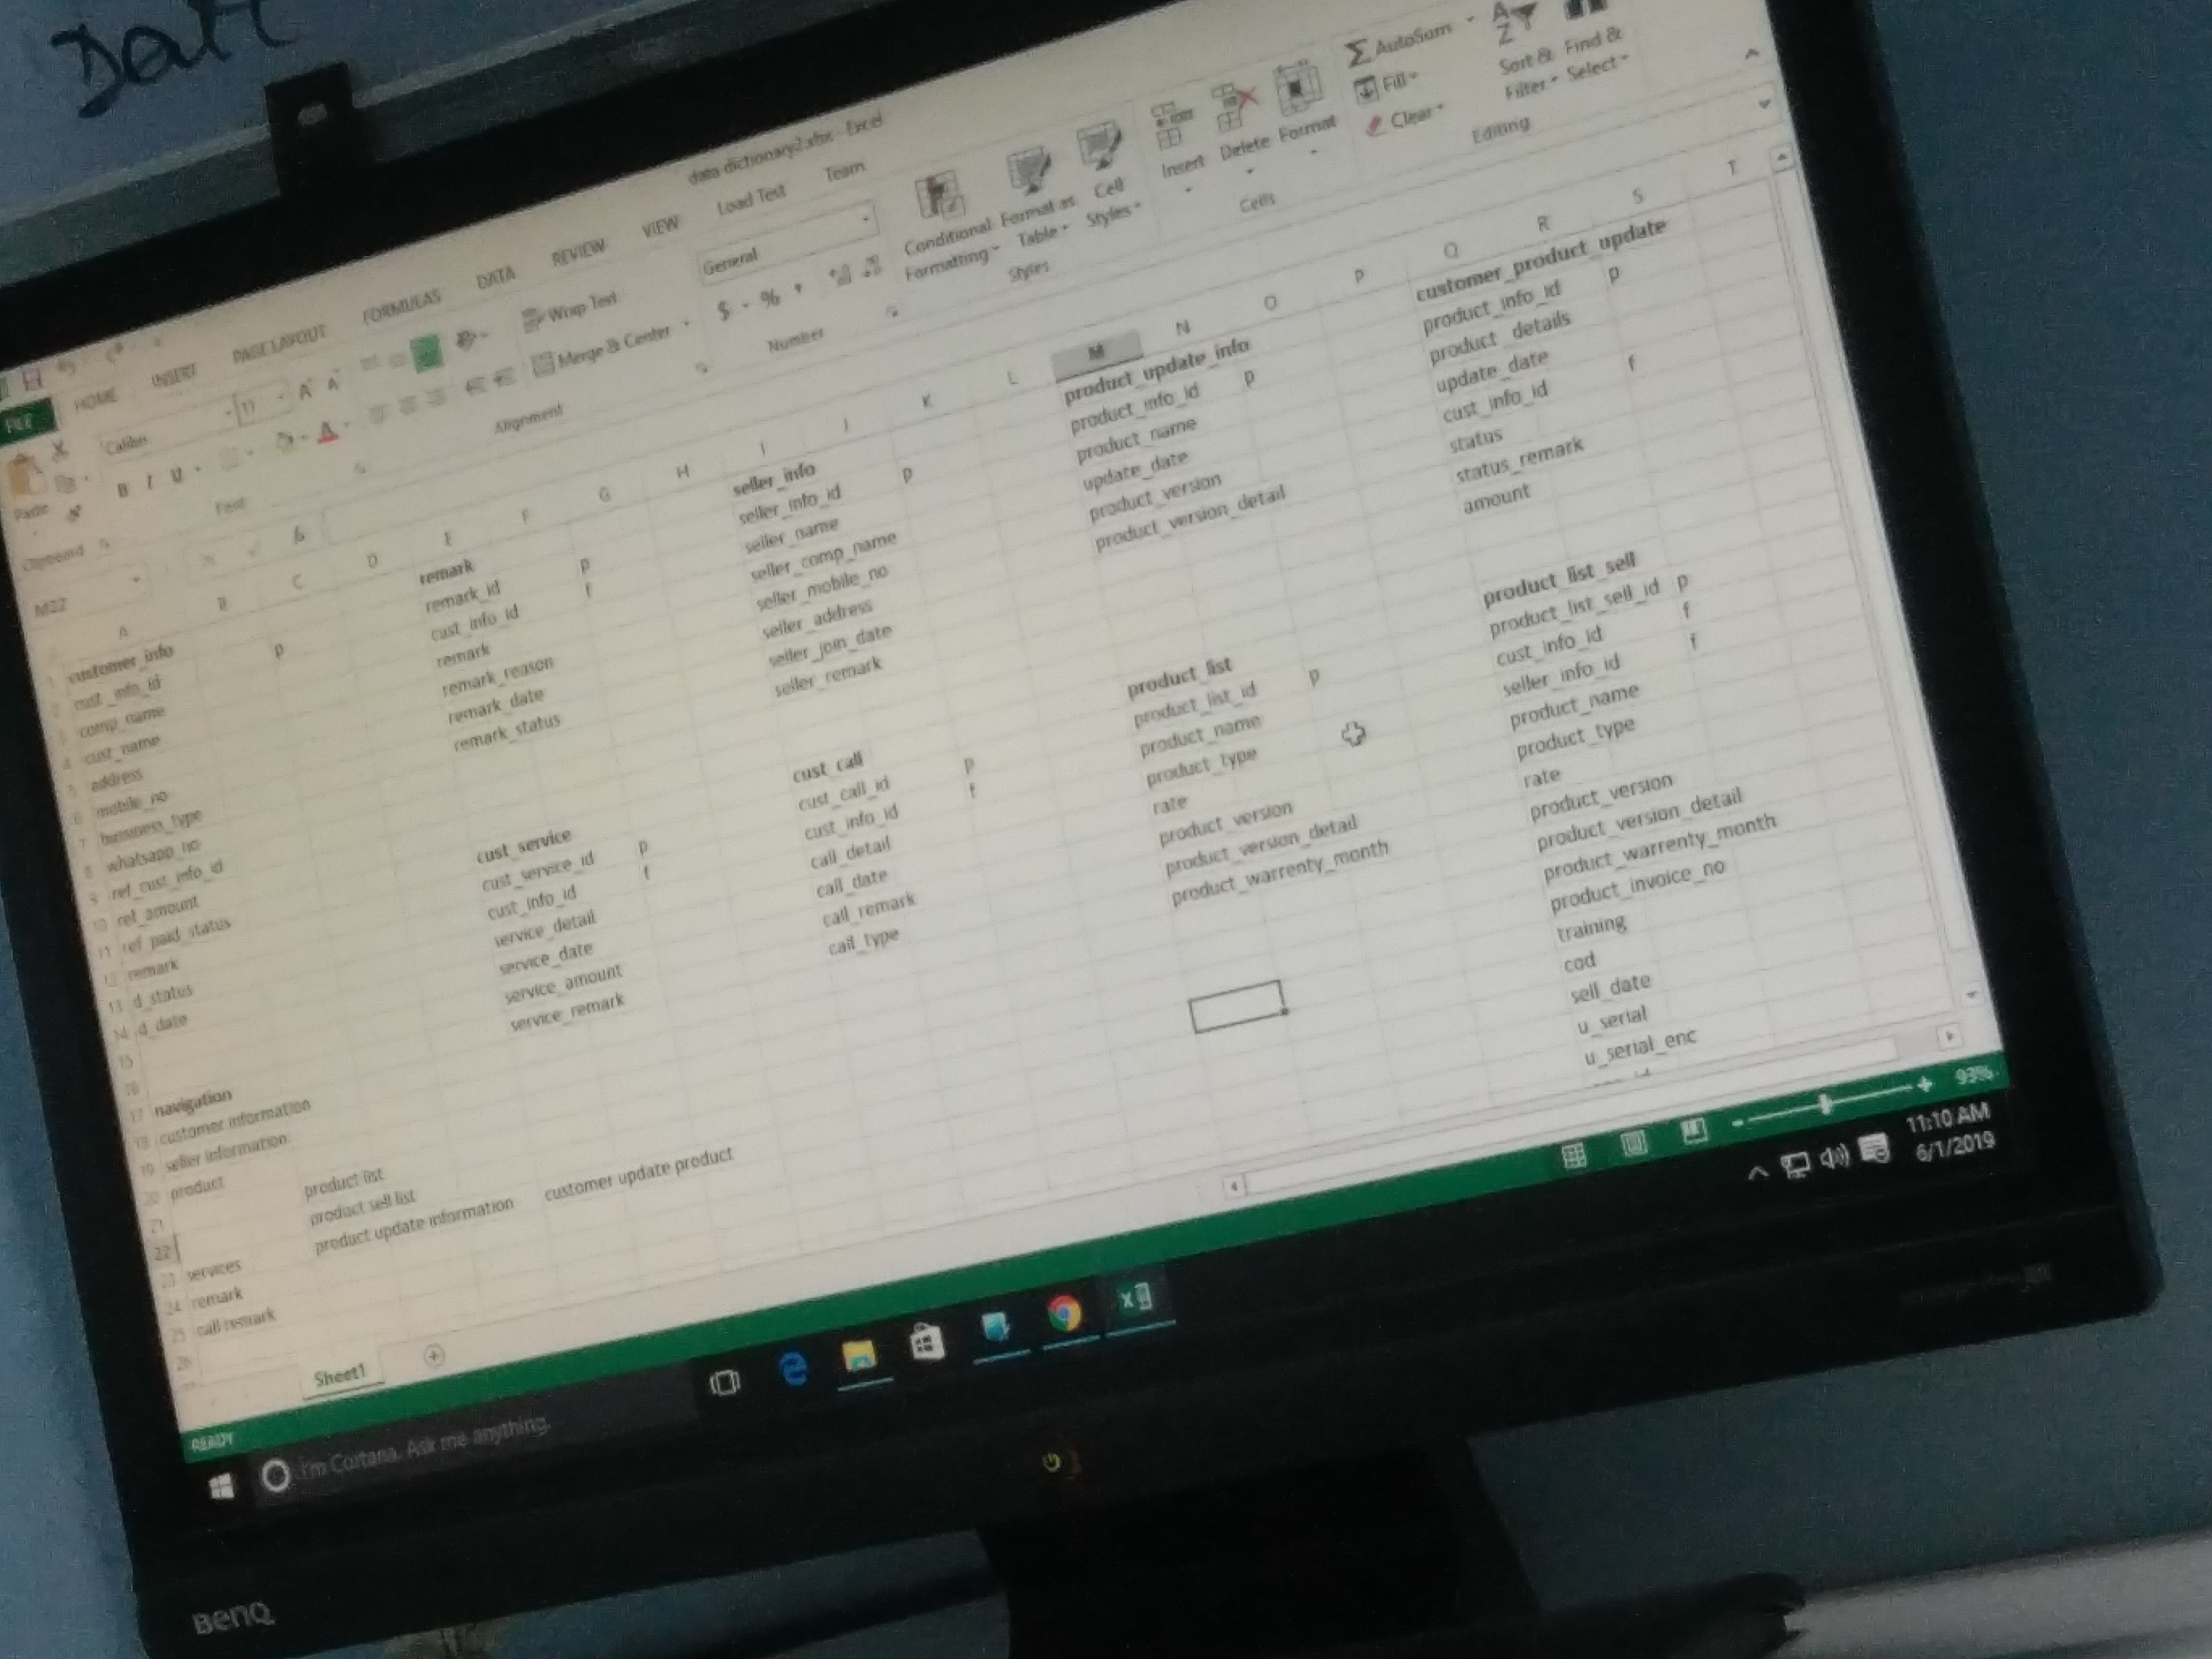 data dictionary2.xlsx - Excel
FILE
HOME
INSERT
PAGE LAYOUT
FORMULAS
DATA
REVIEW
VIEW
Load Test
Team
Paste
Clipboard
Calibri
11
B I U
Font
Wrap Text
Merge & Center
Alignment
General
$ - % ,
Number
Conditional Formatting
Format as Table
Cell Styles
Styles
Insert
Delete
Format
Cells
AutoSum
Fill
Clear
Sort & Filter
Find & Select
Editing
M22
A B C D E F G H I J K L M N O P Q R S T
customer_info
cust_info_id p
comp_name
cust_name
address
mobile_no
whatsapp_no
ref_cust_info_id
ref_amount
ref_paid_status
remark
d_status
d_date
navigation
customer information
seller information
product product list
product sell list
product update information customer update product
services
remark
call remark
remark
remark_id p
cust_info_id f
remark
remark_reason
remark_date
remark_status
cust_service
cust_service_id p
cust_info_id f
service_detail
service_date
service_amount
service_remark
seller_info
seller_info_id p
seller_name
seller_comp_name
seller_mobile_no
seller_address
seller_join_date
seller_remark
cust_call
cust_call_id p
cust_info_id f
call_detail
call_date
call_remark
call_type
product_update_info
product_info_id p
product_name
update_date
product_version
product_version_detail
product_list
product_list_id p
product_name
product_type
rate
product_version
product_version_detail
product_warrenty_month
customer_product_update
product_info_id p
product_details
update_date
cust_info_id f
status
status_remark
amount
product_list_sell
product_list_sell_id p
cust_info_id f
seller_info_id f
product_name
product_type
rate
product_version
product_version_detail
product_warrenty_month
product_invoice_no
training
cod
sell_date
u_serial
u_serial_enc
Sheet1
READY
93%
I'm Cortana. Ask me anything.
11:10 AM
6/1/2019
BenQ